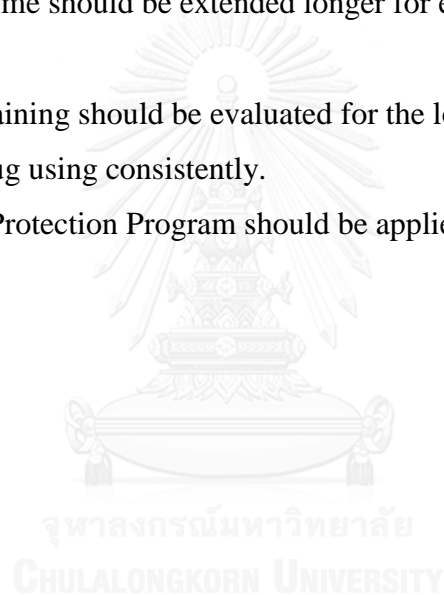 me should be extended longer for e
aining should be evaluated for the lo
ug using consistently.
Protection Program should be applie
จุฬาลงกรณ์มหาวิทยาลัย
CHULALONGKORN UNIVERSITY